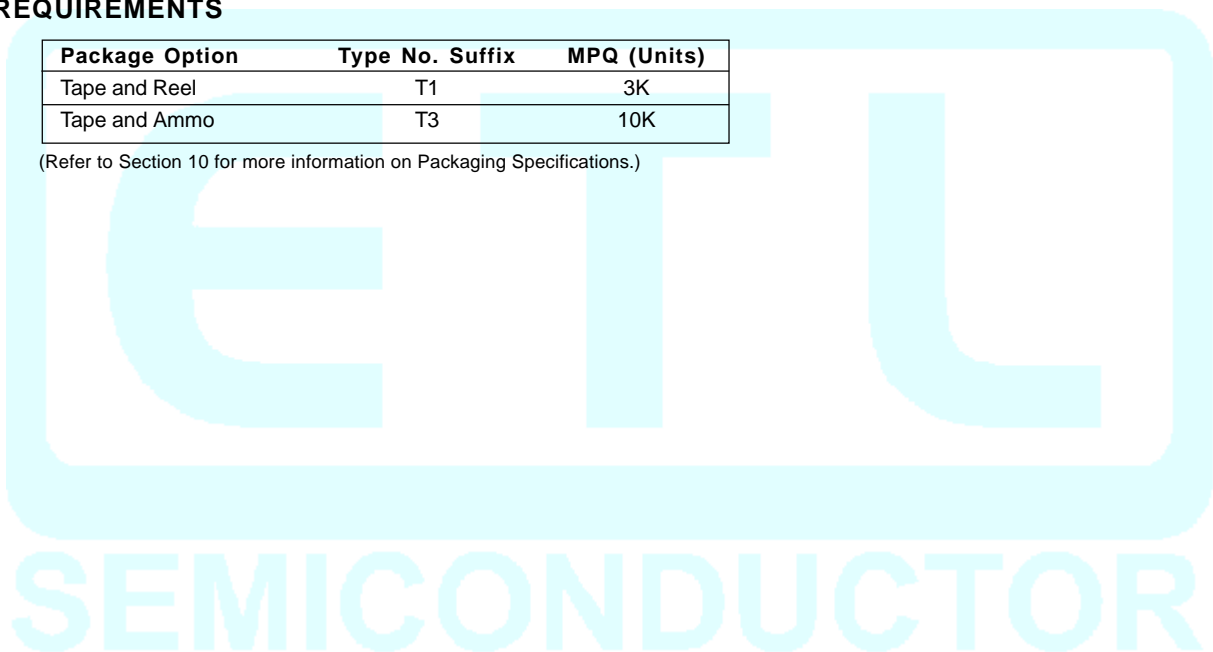 REQUIREMENTS
Package Option Type No. Suffix MPQ (Units)
Tape and Reel T1 3K
Tape and Ammo T3 10K
(Refer to Section 10 for more information on Packaging Specifications.)
ETL
SEMICONDUCTOR